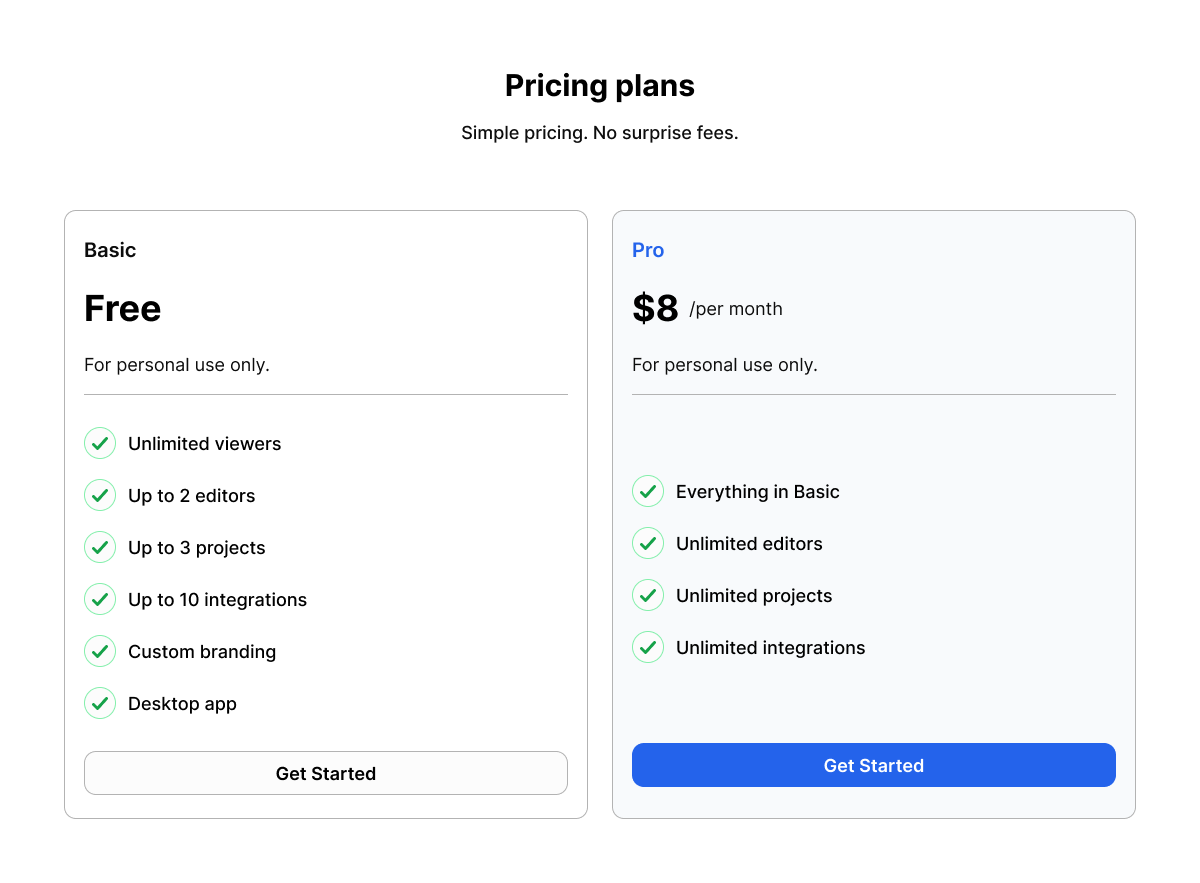 Pricing plans
Simple pricing. No surprise fees.
Basic
Free
For personal use only.
Unlimited viewers
Up to 2 editors
Up to 3 projects
Up to 10 integrations
Custom branding
Desktop app
Get Started
Pro
$8 /per month
For personal use only.
Everything in Basic
Unlimited editors
Unlimited projects
Unlimited integrations
Get Started